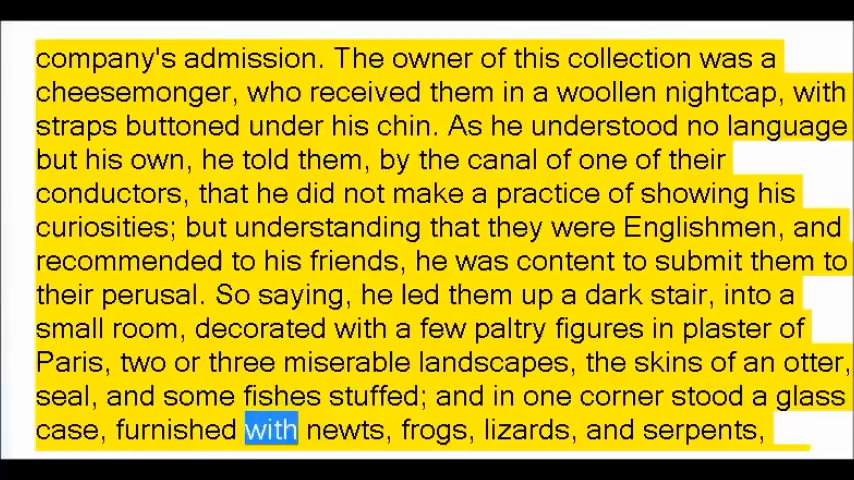 company's admission. The owner of this collection was a
cheesemonger, who received them in a woollen nightcap, with
straps buttoned under his chin. As he understood no language
but his own, he told them, by the canal of one of their
conductors, that he did not make a practice of showing his
curiosities; but understanding that they were Englishmen, and
recommended to his friends, he was content to submit them to
their perusal. So saying, he led them up a dark stair, into a
small room, decorated with a few paltry figures in plaster of
Paris, two or three miserable landscapes, the skins of an otter,
seal, and some fishes stuffed; and in one corner stood a glass
case, furnished with newts, frogs, lizards, and serpents,